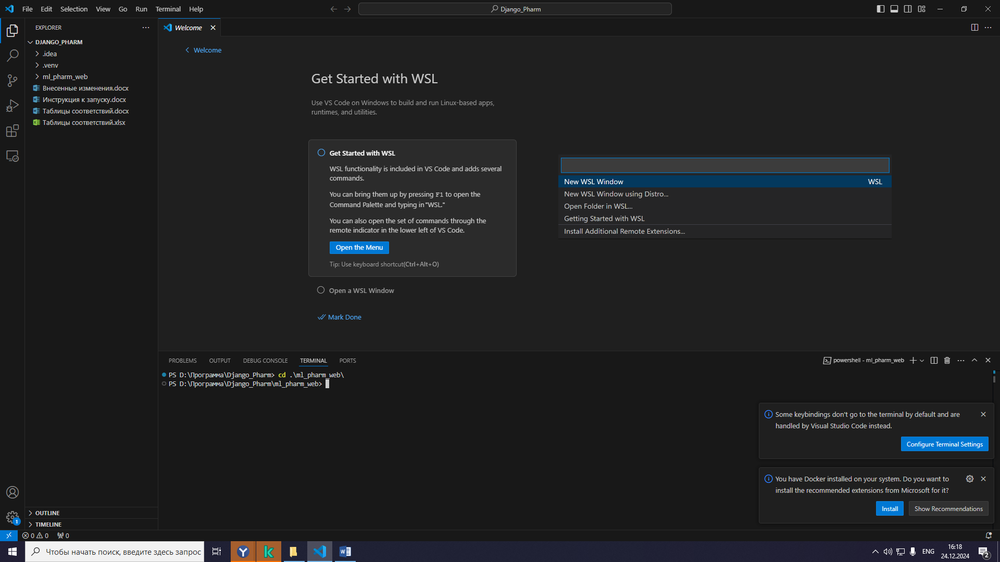 File Edit Selection View Go Run Terminal Help
Django_Pharm
EXPLORER
DJANGO_PHARM
.idea
.venv
ml_pharm_web
Внесенные изменения.docx
Инструкция к запуску.docx
Таблицы соответствий.docx
Таблицы соответствий.xlsx
OUTLINE
TIMELINE
Welcome
Welcome
Get Started with WSL
Use VS Code on Windows to build and run Linux-based apps,
runtimes, and utilities.
Get Started with WSL
WSL functionality is included in VS Code and adds several
commands.
You can bring them up by pressing F1 to open the
Command Palette and typing in "WSL."
You can also open the set of commands through the
remote indicator in the lower left of VS Code.
Open the Menu
Tip: Use keyboard shortcut(Ctrl+Alt+O)
Open a WSL Window
Mark Done
New WSL Window WSL
New WSL Window using Distro...
Open Folder in WSL...
Getting Started with WSL
Install Additional Remote Extensions...
PROBLEMS OUTPUT DEBUG CONSOLE TERMINAL PORTS
powershell - ml_pharm_web
PS D:\Программа\Django_Pharm> cd .\ml_pharm_web\
PS D:\Программа\Django_Pharm\ml_pharm_web>
Some keybindings don't go to the terminal by default and are
handled by Visual Studio Code instead.
Configure Terminal Settings
You have Docker installed on your system. Do you want to
install the recommended extensions from Microsoft for it?
Install Show Recommendations
1
0 0 0
Чтобы начать поиск, введите здесь запрос
ENG
16:18
24.12.2024
2